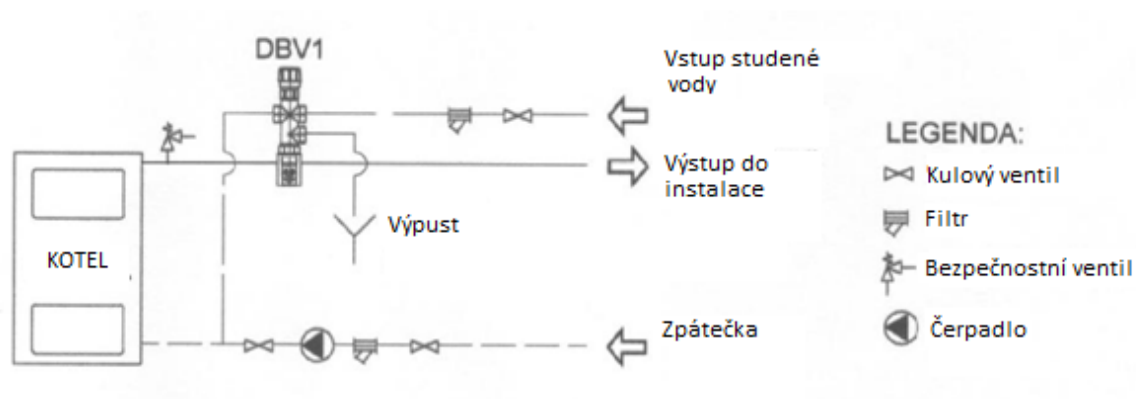 DBV1
Vstup studené
vody
Výstup do
instalace
Výpust
KOTEL
Zpátečka
LEGENDA:
Kulový ventil
Filtr
Bezpečnostní ventil
Čerpadlo